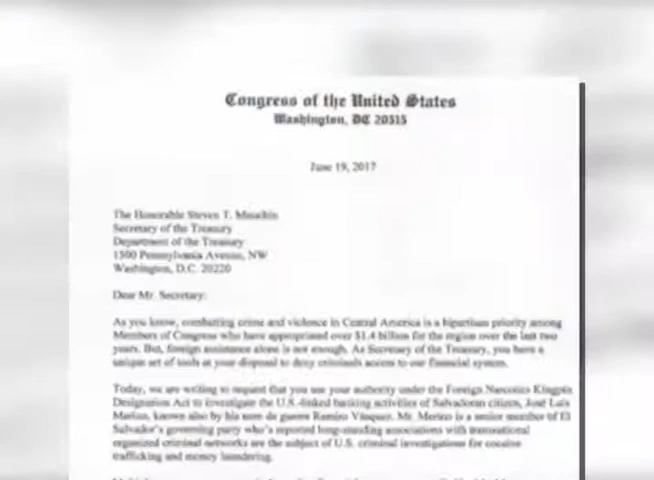 Congress of the United States
Washington, DC 20515
June 19, 2017
The Honorable Steven T. Mnuchin
Secretary of the Treasury
Department of the Treasury
1500 Pennsylvania Avenue, NW
Washington, D.C. 20220
Dear Mr. Secretary:
As you know, combatting crime and violence in Central America is a bipartisan priority among
Members of Congress who have appropriated over $1.4 billion for the region over the last two
years. But, foreign assistance alone is not enough. As Secretary of the Treasury, you have a
unique set of tools at your disposal to deny criminals access to our financial system.
Today, we are writing to request that you use your authority under the Foreign Narcotics Kingpin
Designation Act to investigate the U.S.-linked banking activities of Salvadoran citizen, José Luis
Merino, known also by his nom de guerre Ramiro Vásquez. Mr. Merino is a senior member of El
Salvador's governing party who's reported long-standing associations with transnational
organized criminal networks are the subject of U.S. criminal investigations for cocaine
trafficking and money laundering.